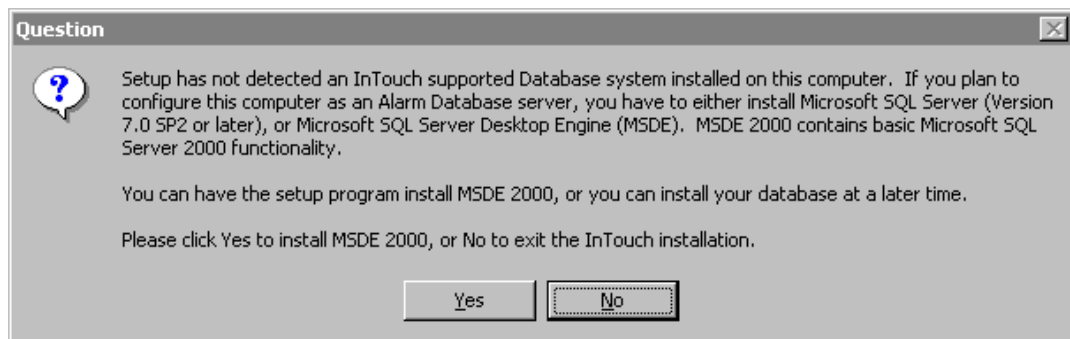 Question
Setup has not detected an InTouch supported Database system installed on this computer.  If you plan to
configure this computer as an Alarm Database server, you have to either install Microsoft SQL Server (Version
7.0 SP2 or later), or Microsoft SQL Server Desktop Engine (MSDE).  MSDE 2000 contains basic Microsoft SQL
Server 2000 functionality.
You can have the setup program install MSDE 2000, or you can install your database at a later time.
Please click Yes to install MSDE 2000, or No to exit the InTouch installation.
Yes
No